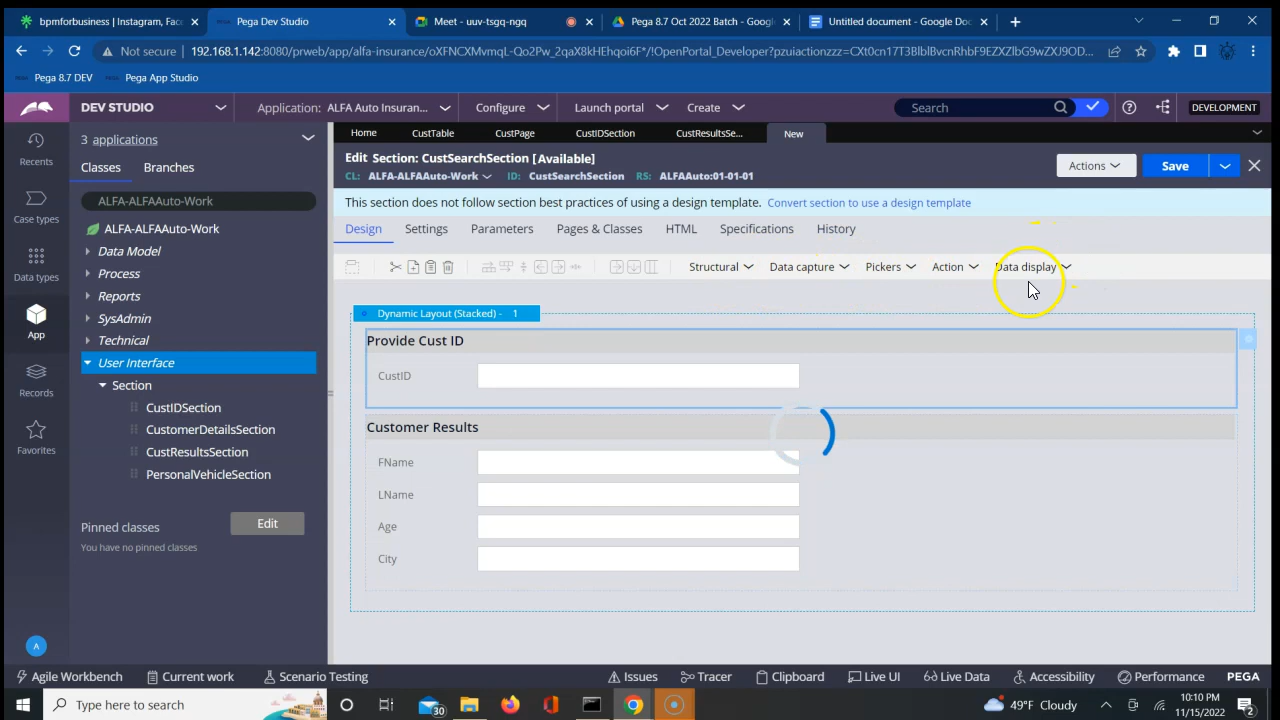 bpmforbusiness | Instagram, Fac
Pega Dev Studio
Meet - uuv-tsgq-ngq
Pega 8.7 Oct 2022 Batch - Google
Untitled document - Google Doc
Not secure
192.168.1.142:8080/prweb/app/alfa-insurance/oXFNCXMvmqL-Qo2Pw_2qaX8kHEhqoi6F*/!OpenPortal_Developer?pzuiactionzzz=CXt0cn17T3BlblBvcnRhbF9EZXZlbG9wZXJ9OD...
Pega 8.7 DEV
Pega App Studio
DEV STUDIO
Application: ALFA Auto Insuran...
Configure
Launch portal
Create
Search
DEVELOPMENT
Recents
Case types
Data types
App
Records
Favorites
A
3 applications
Classes
Branches
ALFA-ALFAAuto-Work
ALFA-ALFAAuto-Work
Data Model
Process
Reports
SysAdmin
Technical
User Interface
Section
CustIDSection
CustomerDetailsSection
CustResultsSection
PersonalVehicleSection
Pinned classes
Edit
You have no pinned classes
Home
CustTable
CustPage
CustIDSection
CustResultsSe...
New
Edit Section: CustSearchSection [Available]
CL: ALFA-ALFAAuto-Work
ID: CustSearchSection
RS: ALFAAuto:01-01-01
Actions
Save
This section does not follow section best practices of using a design template. Convert section to use a design template
Design
Settings
Parameters
Pages & Classes
HTML
Specifications
History
Structural
Data capture
Pickers
Action
Data display
Dynamic Layout (Stacked) - 1
Provide Cust ID
CustID
Customer Results
FName
LName
Age
City
Agile Workbench
Current work
Scenario Testing
Issues
Tracer
Clipboard
Live UI
Live Data
Accessibility
Performance
PEGA
Type here to search
30
49°F Cloudy
10:10 PM
11/15/2022
2